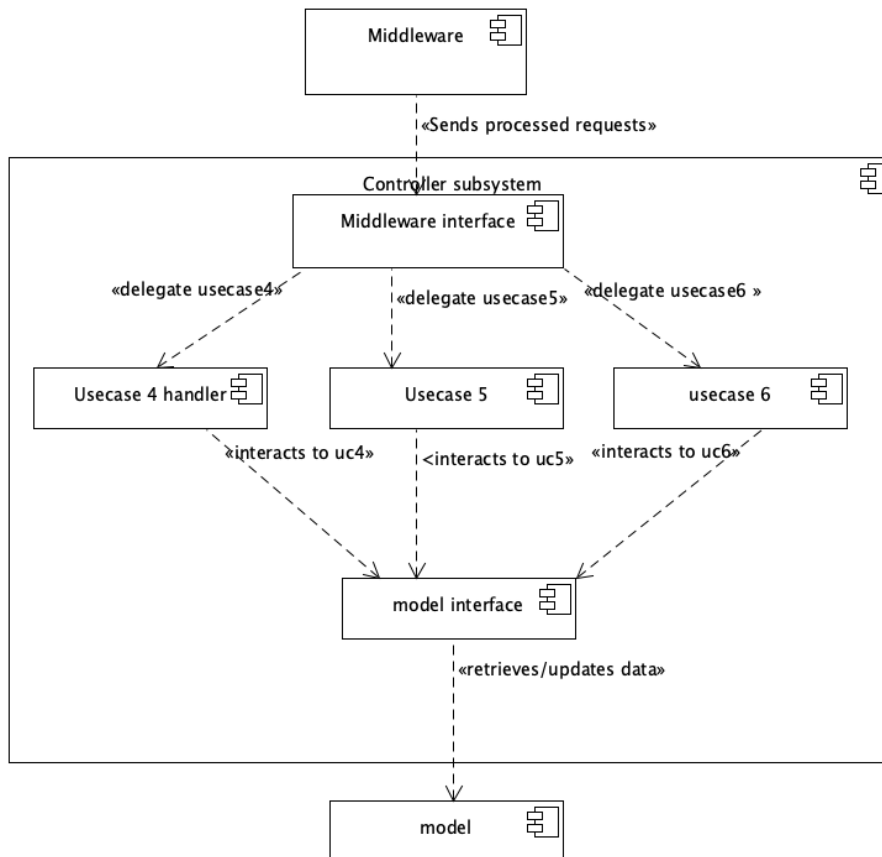 Middleware
«Sends processed requests»
Controller subsystem
Middleware interface
«delegate usecase4»
«delegate usecase5»
«delegate usecase6 »
Usecase 4 handler
Usecase 5
usecase 6
«interacts to uc4»
<interacts to uc5»
«interacts to uc6»
model interface
«retrieves/updates data»
model